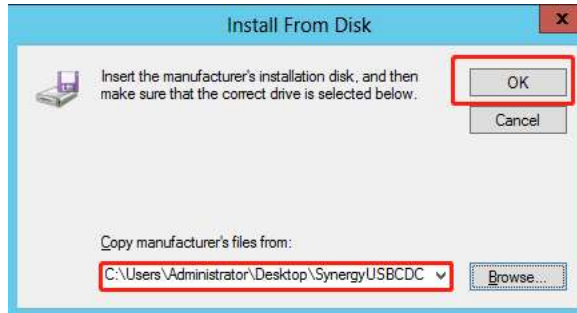 Install From Disk
x
Insert the manufacturer's installation disk, and then
make sure that the correct drive is selected below.
OK
Cancel
Copy manufacturer's files from:
C:\Users\Administrator\Desktop\SynergyUSBCDC
Browse...